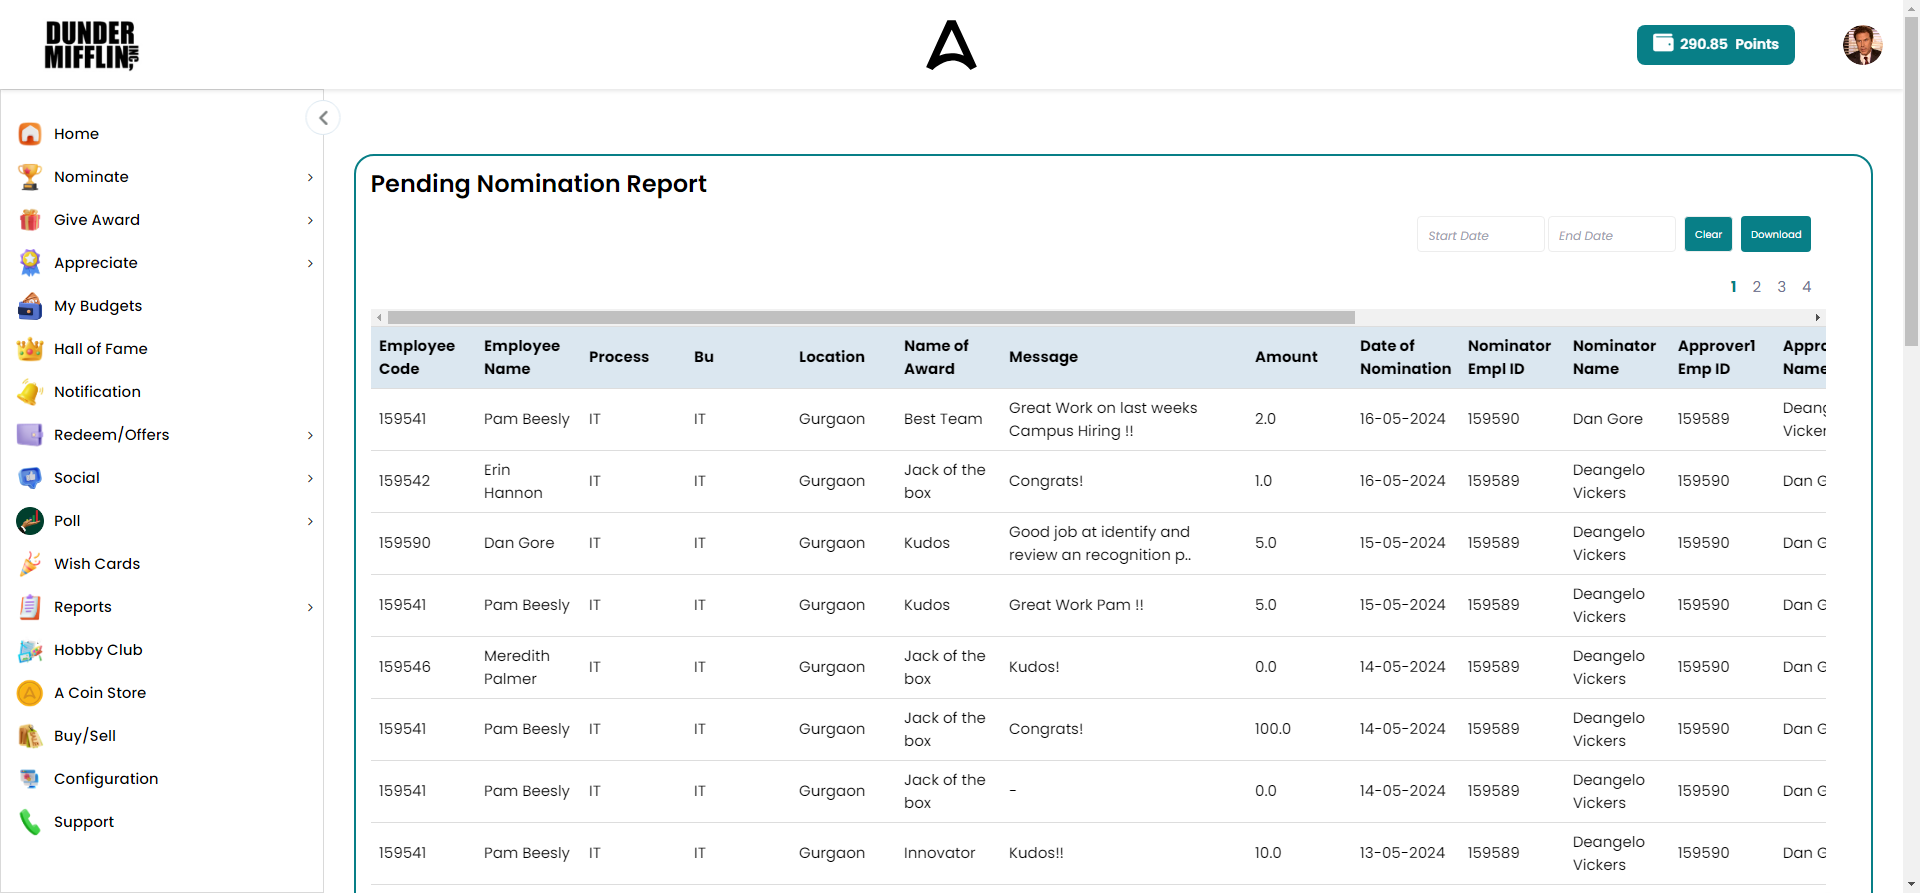 DUNDER
MIFFLIN INC,
290.85 Points
Home
Nominate
Give Award
Appreciate
My Budgets
Hall of Fame
Notification
Redeem/Offers
Social
Poll
Wish Cards
Reports
Hobby Club
A Coin Store
Buy/Sell
Configuration
Support
Pending Nomination Report
Start Date End Date Clear Download
1 2 3 4
Employee Code Employee Name Process Bu Location Name of Award Message Amount Date of Nomination Nominator Empl ID Nominator Name Approver1 Emp ID Appro Name
159541 Pam Beesly IT IT Gurgaon Best Team Great Work on last weeks Campus Hiring !! 2.0 16-05-2024 159590 Dan Gore 159589 Deang Vicker
159542 Erin Hannon IT IT Gurgaon Jack of the box Congrats! 1.0 16-05-2024 159589 Deangelo Vickers 159590 Dan G
159590 Dan Gore IT IT Gurgaon Kudos Good job at identify and review an recognition p.. 5.0 15-05-2024 159589 Deangelo Vickers 159590 Dan G
159541 Pam Beesly IT IT Gurgaon Kudos Great Work Pam !! 5.0 15-05-2024 159589 Deangelo Vickers 159590 Dan G
159546 Meredith Palmer IT IT Gurgaon Jack of the box Kudos! 0.0 14-05-2024 159589 Deangelo Vickers 159590 Dan G
159541 Pam Beesly IT IT Gurgaon Jack of the box Congrats! 100.0 14-05-2024 159589 Deangelo Vickers 159590 Dan G
159541 Pam Beesly IT IT Gurgaon Jack of the box - 0.0 14-05-2024 159589 Deangelo Vickers 159590 Dan G
159541 Pam Beesly IT IT Gurgaon Innovator Kudos!! 10.0 13-05-2024 159589 Deangelo Vickers 159590 Dan G